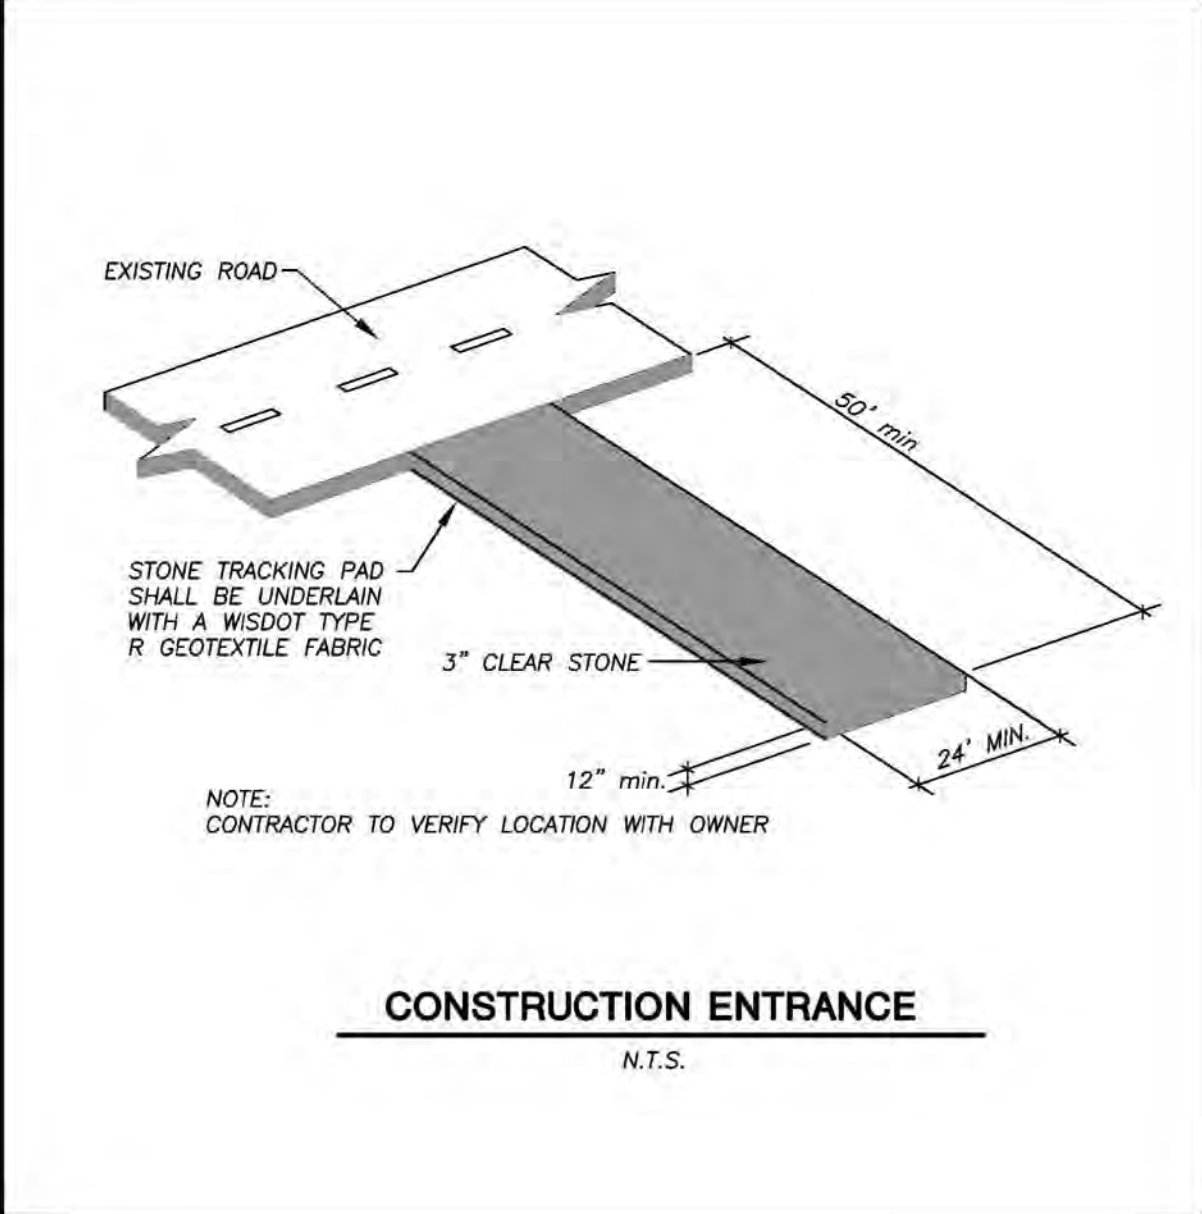 EXISTING ROAD
50' min
STONE TRACKING PAD
SHALL BE UNDERLAIN
WITH A WISDOT TYPE
R GEOTEXTILE FABRIC
3" CLEAR STONE
24' MIN.
12" min.
NOTE:
CONTRACTOR TO VERIFY LOCATION WITH OWNER
CONSTRUCTION ENTRANCE
N.T.S.